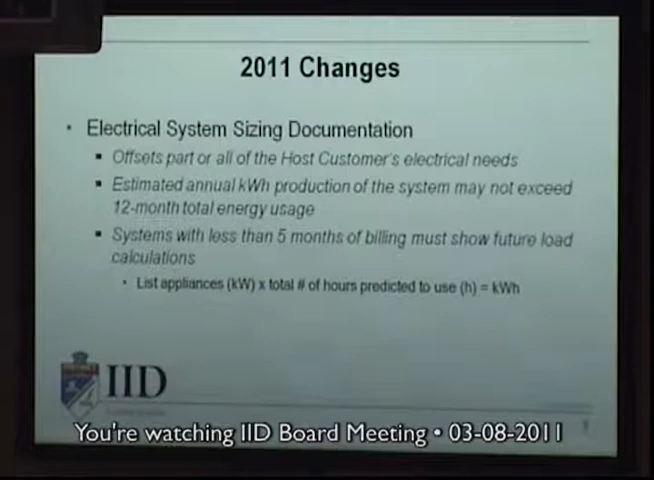 2011 Changes
• Electrical System Sizing Documentation
▪ Offsets part or all of the Host Customer's electrical needs
▪ Estimated annual kWh production of the system may not exceed
12-month total energy usage
▪ Systems with less than 5 months of billing must show future load
calculations
• List appliances (kW) x total # of hours predicted to use (h) = kWh
IID
You're watching IID Board Meeting • 03-08-2011